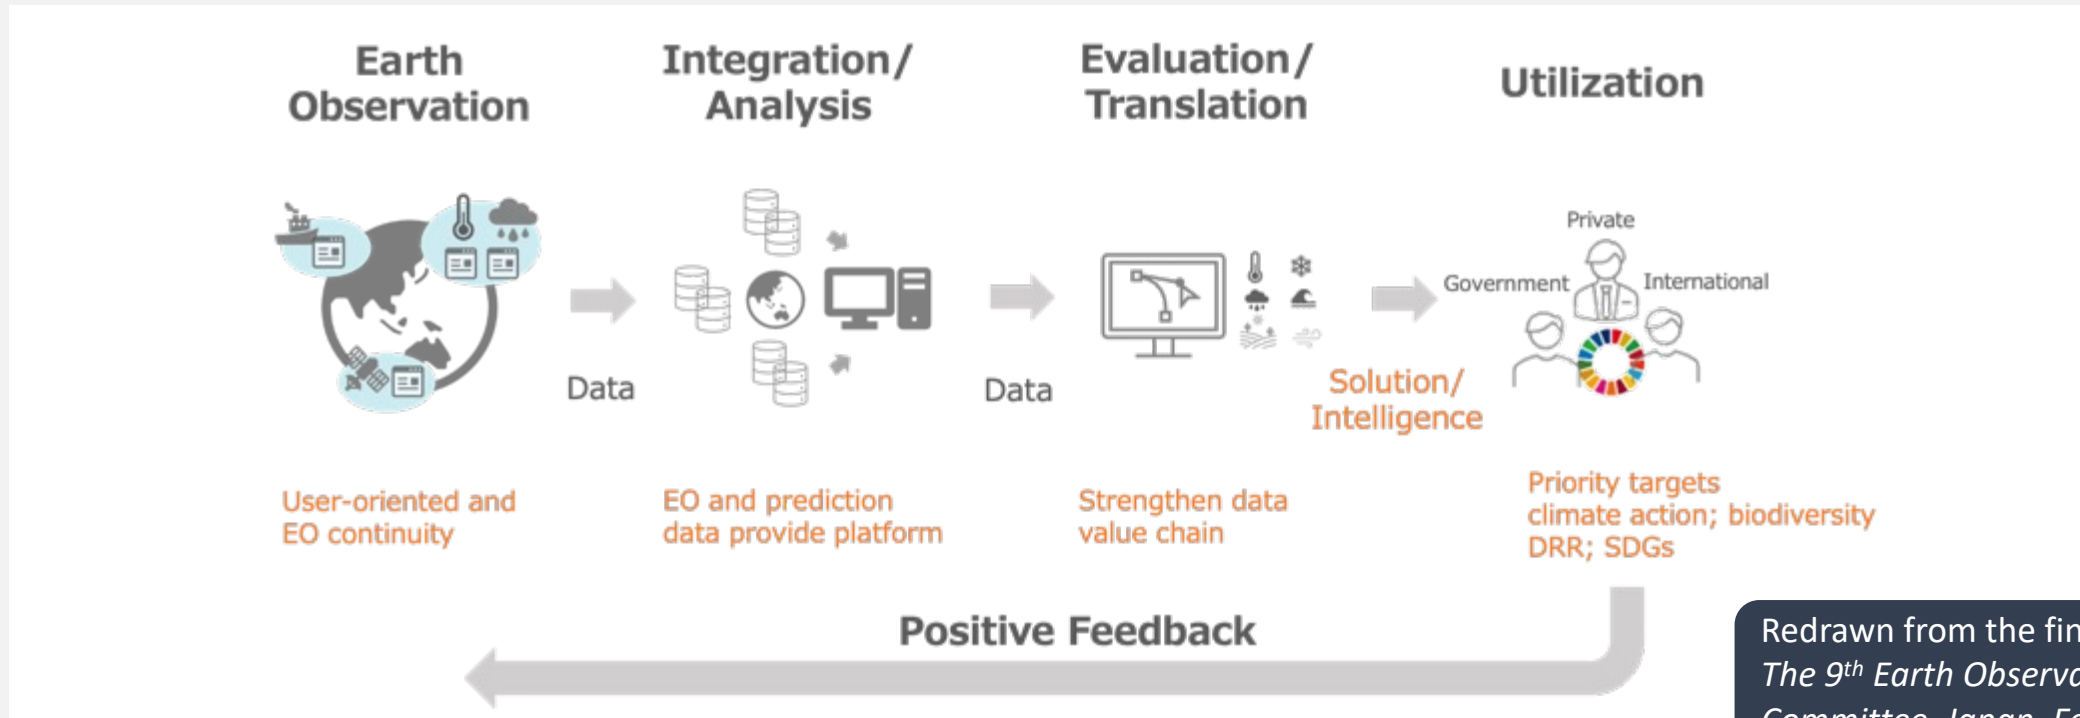 Earth
Observation
Integration/
Analysis
Evaluation/
Translation
Utilization
Private
Government
International
Data
Data
Solution/
Intelligence
User-oriented and
EO continuity
EO and prediction
data provide platform
Strengthen data
value chain
Priority targets
climate action; biodiversity
DRR; SDGs
Positive Feedback
Redrawn from the
The 9th Earth
Committee, Japan,